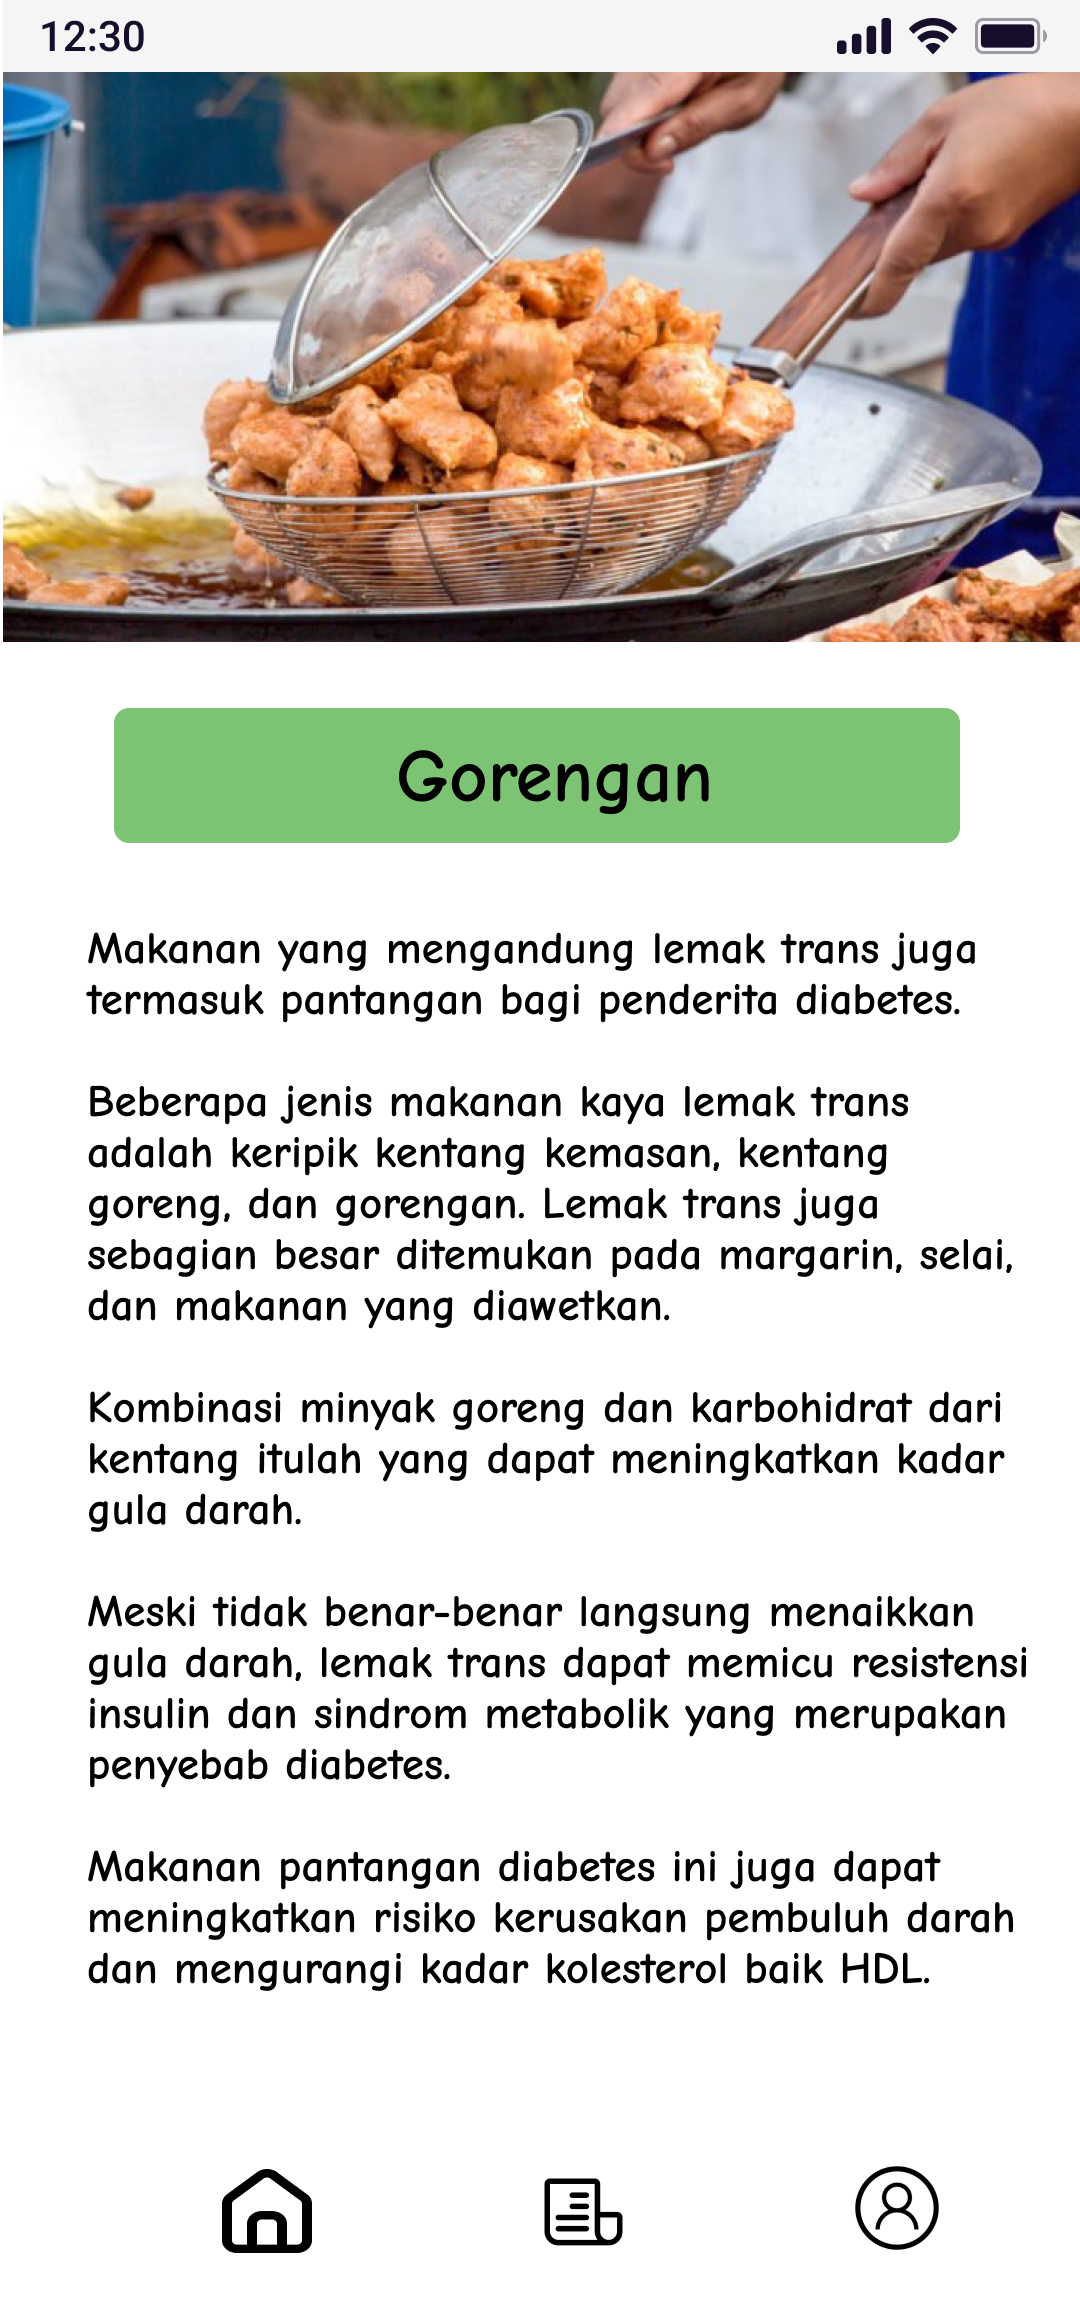 12:30
Gorengan
Makanan yang mengandung lemak trans juga
termasuk pantangan bagi penderita diabetes.
Beberapa jenis makanan kaya lemak trans
adalah keripik kentang kemasan, kentang
goreng, dan gorengan. Lemak trans juga
sebagian besar ditemukan pada margarin, selai,
dan makanan yang diawetkan.
Kombinasi minyak goreng dan karbohidrat dari
kentang itulah yang dapat meningkatkan kadar
gula darah.
Meski tidak benar-benar langsung menaikkan
gula darah, lemak trans dapat memicu resistensi
insulin dan sindrom metabolik yang merupakan
penyebab diabetes.
Makanan pantangan diabetes ini juga dapat
meningkatkan risiko kerusakan pembuluh darah
dan mengurangi kadar kolesterol baik HDL.